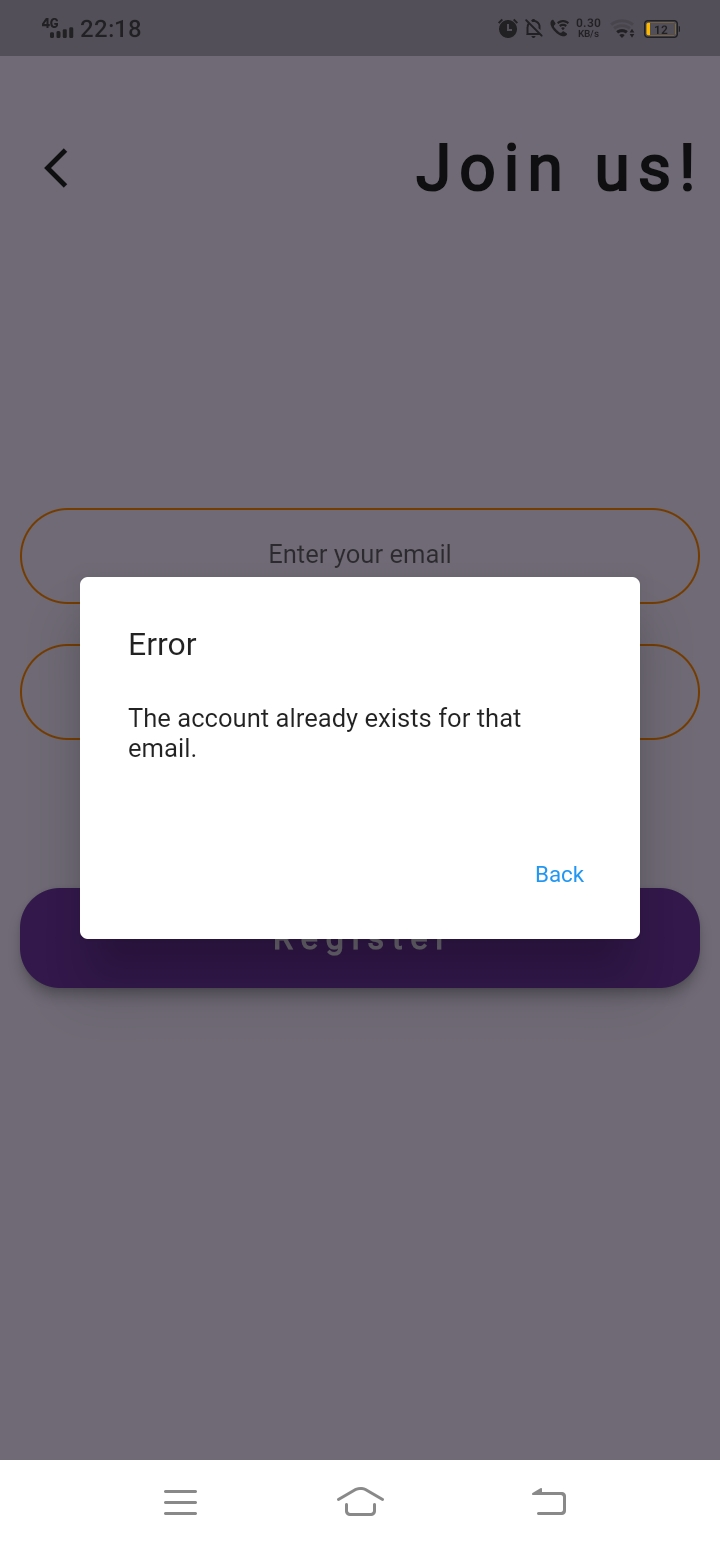 4G 22:18 0.30 KB/s 12
Join us!
Enter your email
Error
The account already exists for that
email.
Back
Register